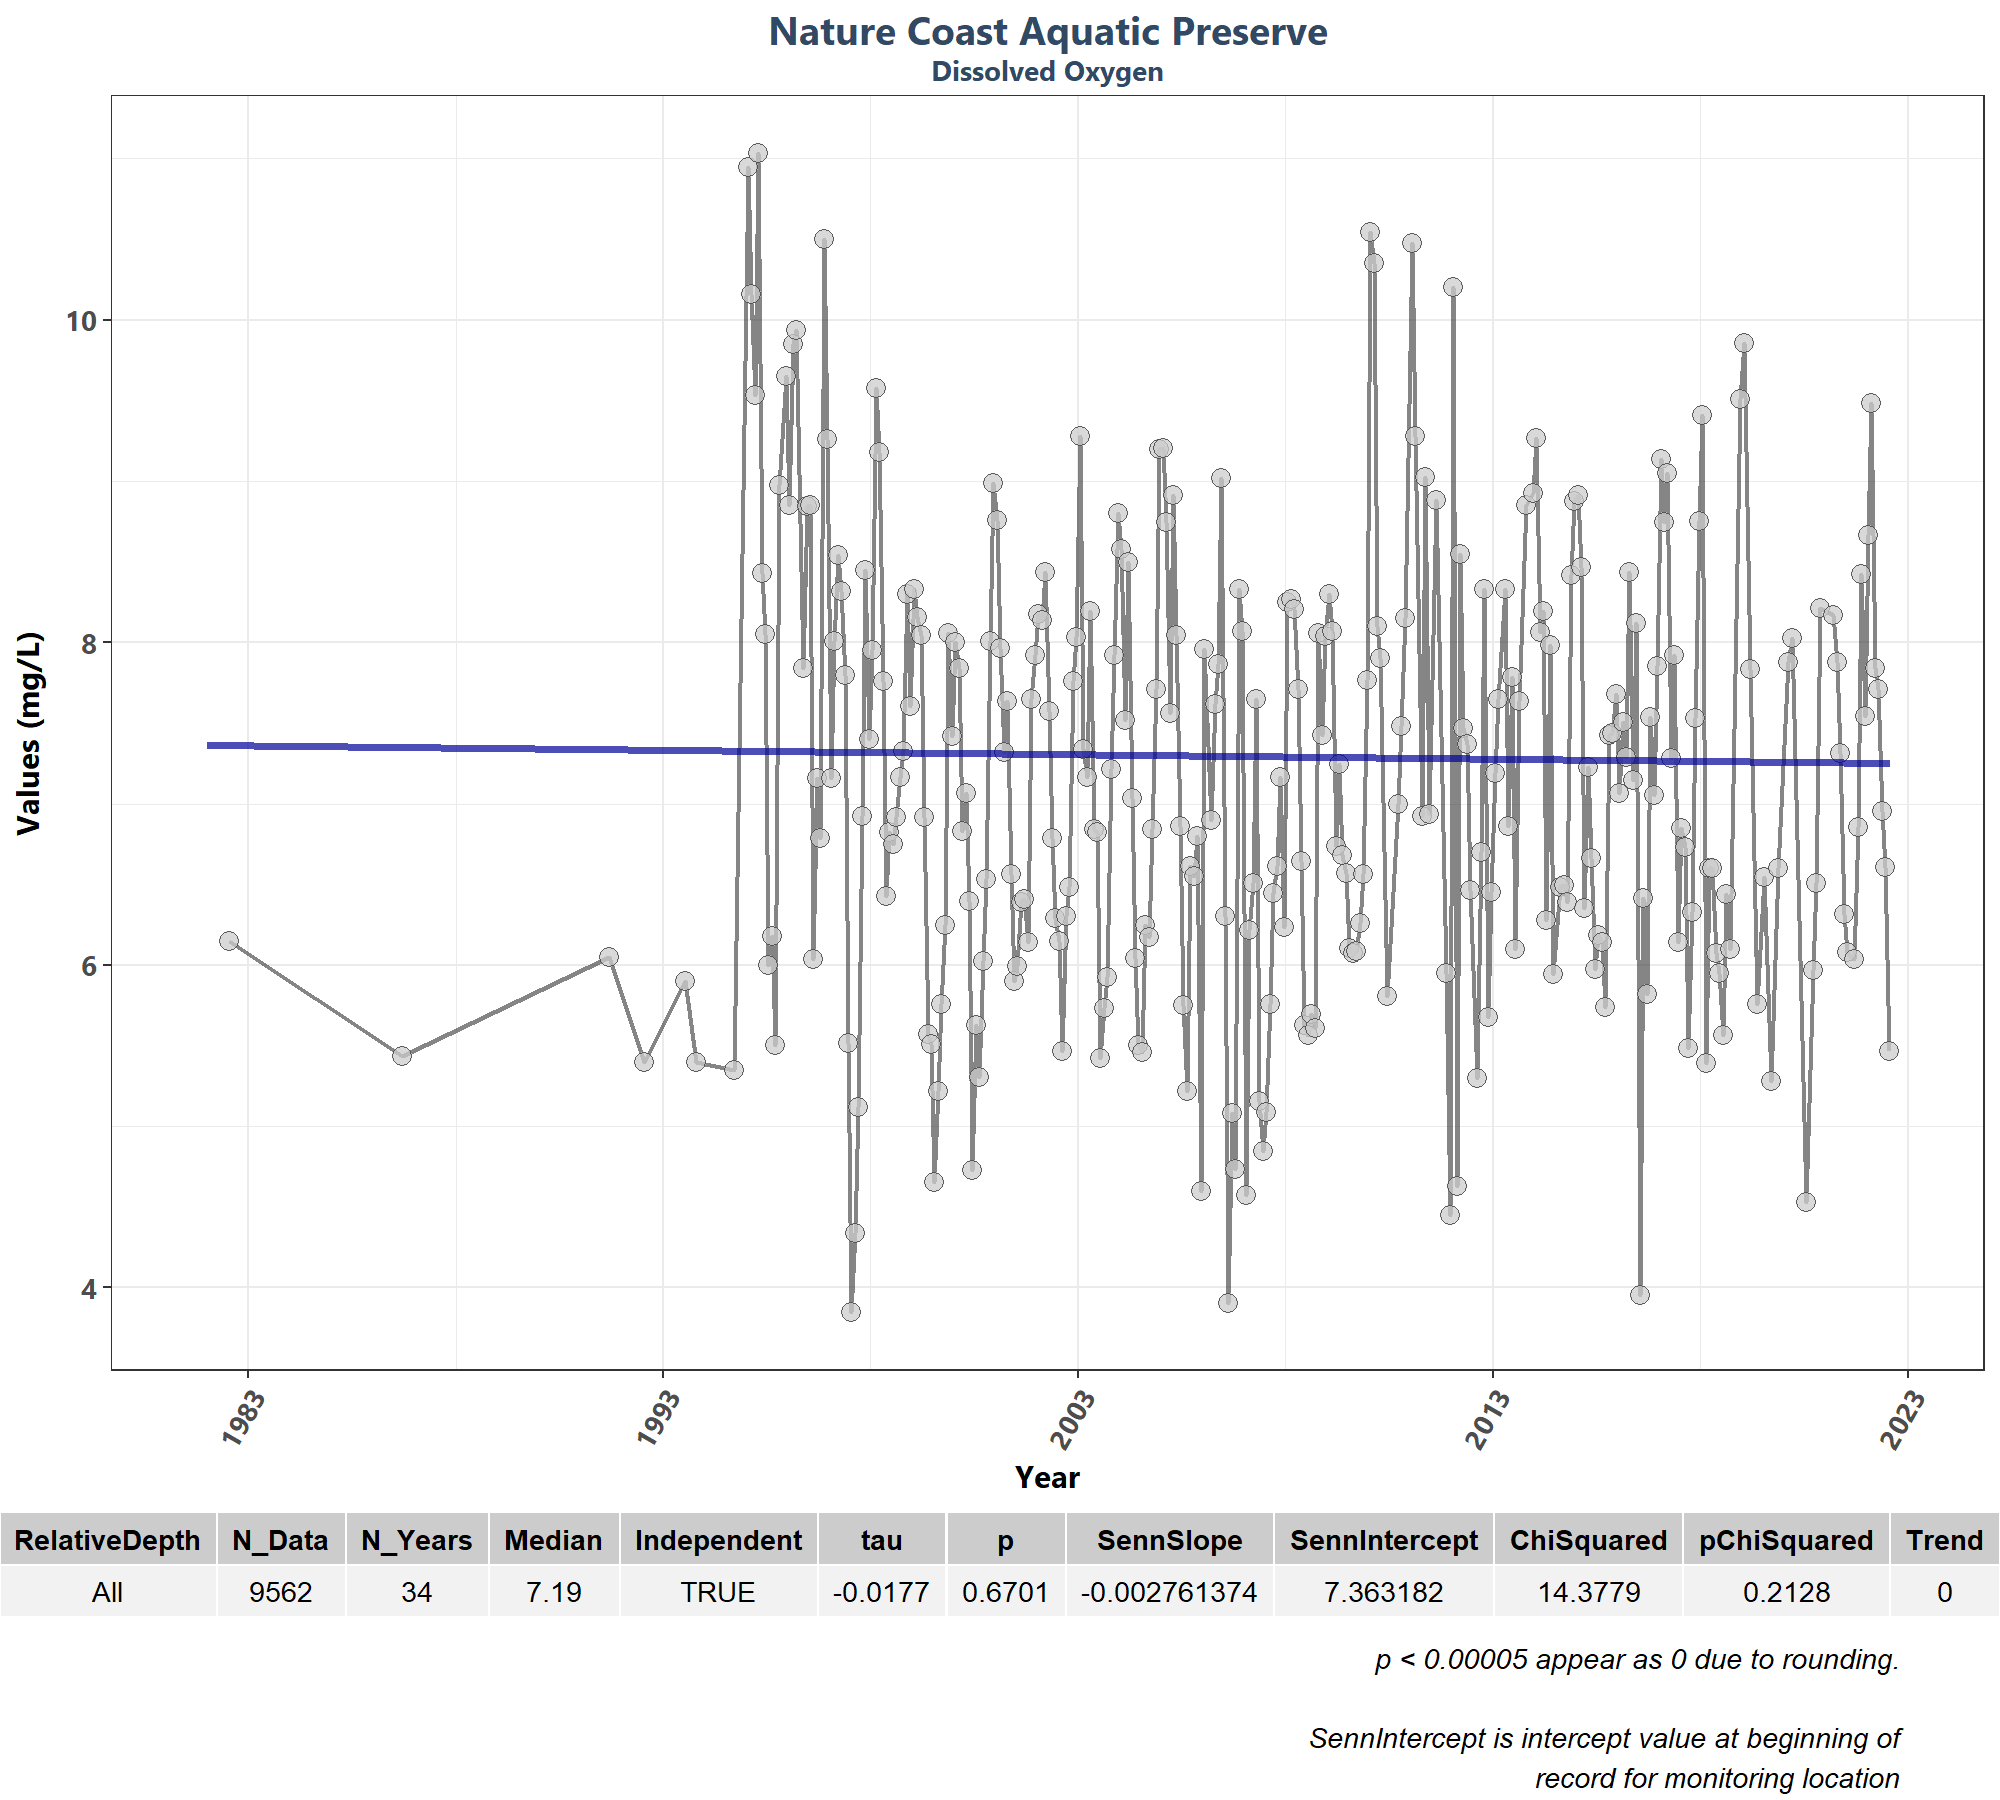 Nature Coast Aquatic Preserve
Dissolved Oxygen
Values (mg/L)
10
8
6
4
1983
1993
2003
2013
2023
Year
RelativeDepth N_Data N_Years Median Independent tau p SennSlope SennIntercept ChiSquared pChiSquared Trend
All 9562 34 7.19 TRUE -0.0177 0.6701 -0.002761374 7.363182 14.3779 0.2128 0
p < 0.00005 appear as 0 due to rounding.
SennIntercept is intercept value at beginning of
record for monitoring location